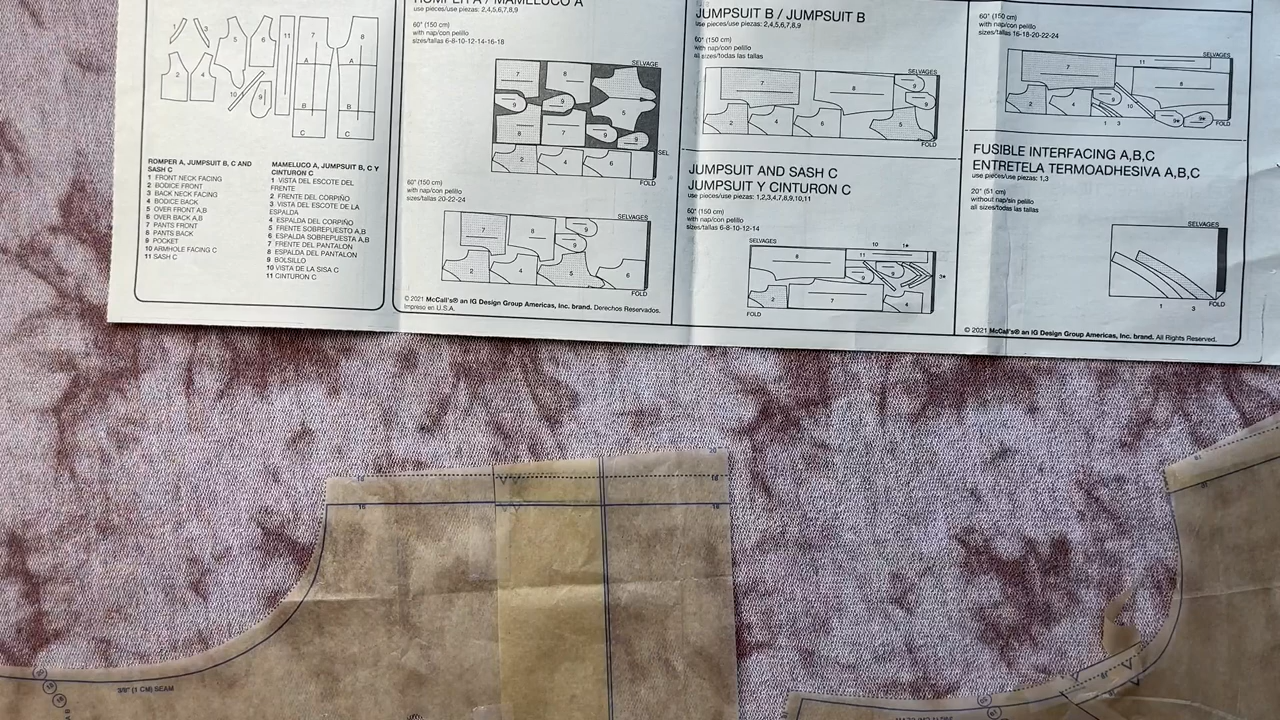 ROMPER A, JUMPSUIT B, C AND
SASH C
1 FRONT NECK FACING
2 BODICE FRONT
3 BACK NECK FACING
4 BODICE BACK
5 OVER FRONT A,B
6 OVER BACK A,B
7 PANTS FRONT
8 PANTS BACK
9 POCKET
10 ARMHOLE FACING C
11 SASH C
MAMELUCO A, JUMPSUIT B, C Y
CINTURON C
1 VISTA DEL ESCOTE DEL
FRENTE
2 FRENTE DEL CORPIÑO
3 VISTA DEL ESCOTE DE LA
ESPALDA
4 ESPALDA DEL CORPIÑO
5 FRENTE SOBREPUESTO A,B
6 ESPALDA SOBREPUESTA A,B
7 FRENTE DEL PANTALON
8 ESPALDA DEL PANTALON
9 BOLSILLO
10 VISTA DE LA SISA C
11 CINTURON C
ROMPER A / MAMELUCO A
use pieces/use piezas: 2,4,5,6,7,8,9
60" (150 cm)
with nap/con pelillo
sizes/tallas 6-8-10-12-14-16-18
SELVAGE
SEL
FOLD
60" (150 cm)
with nap/con pelillo
sizes/tallas 20-22-24
SELVAGES
FOLD
© 2021 McCall's® an IG Design Group Americas, Inc. brand. Derechos Reservados.
Impreso en U.S.A.
JUMPSUIT B / JUMPSUIT B
use pieces/use piezas: 2,4,5,6,7,8,9
60" (150 cm)
with nap/con pelillo
all sizes/todas las tallas
SELVAGES
FOLD
JUMPSUIT AND SASH C
JUMPSUIT Y CINTURON C
use pieces/use piezas: 1,2,3,4,7,8,9,10,11
60" (150 cm)
with nap/con pelillo
sizes/tallas 6-8-10-12-14
SELVAGES
FOLD
60" (150 cm)
with nap/con pelillo
sizes/tallas 16-18-20-22-24
SELVAGES
FOLD
FUSIBLE INTERFACING A,B,C
ENTRETELA TERMOADHESIVA A,B,C
use pieces/use piezas: 1,3
20" (51 cm)
without nap/sin pelillo
all sizes/todas las tallas
SELVAGES
1 3 FOLD
© 2021 McCall's® an IG Design Group Americas, Inc. brand. All Rights Reserved.
20
18 18
16 16
3/8" (1 CM) SEAM